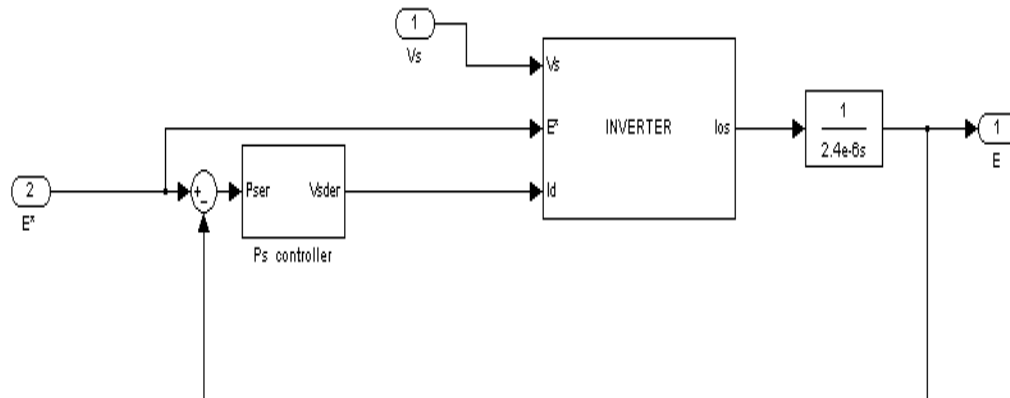 1
Vs
Vs
E*
Id
INVERTER
Ios
1
2.4e-6s
1
E
2
E*
+
-
Pser
Vsder
Ps controller